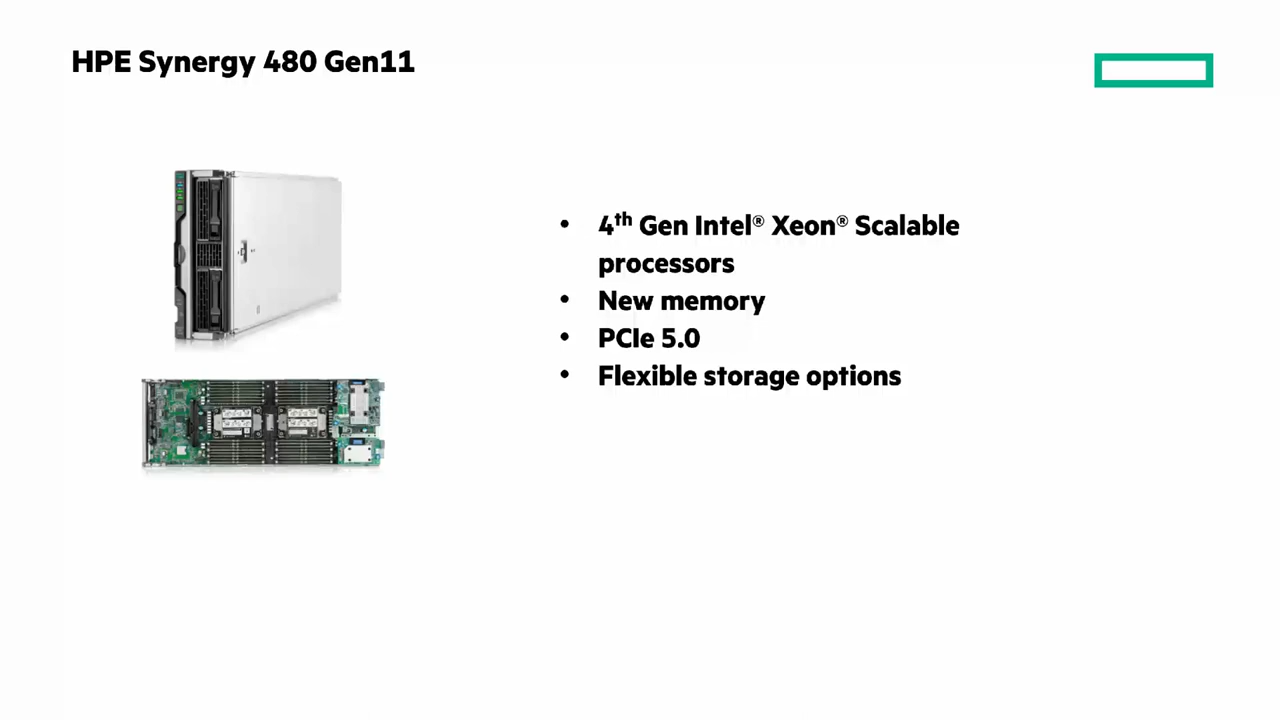 HPE Synergy 480 Gen11
• 4th Gen Intel® Xeon® Scalable
processors
• New memory
• PCIe 5.0
• Flexible storage options